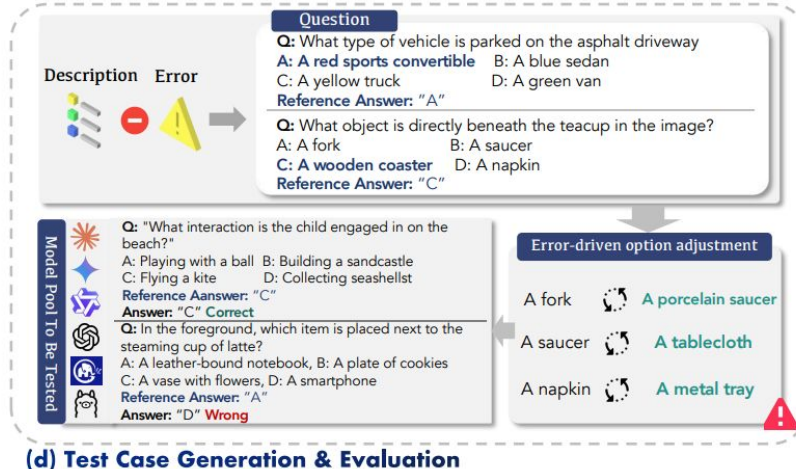 Question
Q: What type of vehicle is parked on the asphalt driveway
A: A red sports convertible B: A blue sedan
C: A yellow truck D: A green van
Reference Answer: "A"
Q: What object is directly beneath the teacup in the image?
A: A fork B: A saucer
C: A wooden coaster D: A napkin
Reference Answer: "C"
Description Error
Model Pool To Be Tested
Q: "What interaction is the child engaged in on the
beach?"
A: Playing with a ball B: Building a sandcastle
C: Flying a kite D: Collecting seashellst
Reference Aanswer: "C"
Answer: "C" Correct
Q: In the foreground, which item is placed next to the
steaming cup of latte?
A: A leather-bound notebook, B: A plate of cookies
C: A vase with flowers, D: A smartphone
Reference Answer: "A"
Answer: "D" Wrong
Error-driven option adjustment
A fork A porcelain saucer
A saucer A tablecloth
A napkin A metal tray
(d) Test Case Generation & Evaluation